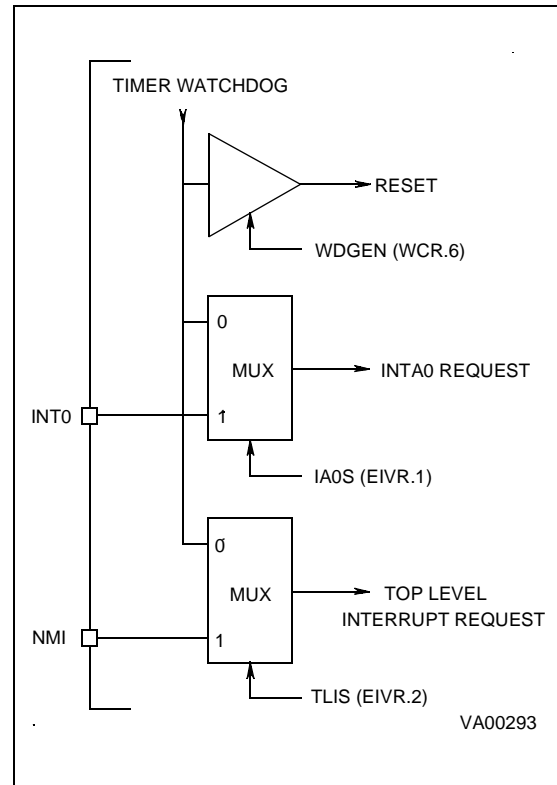 TIMER WATCHDOG
RESET
WDGEN (WCR.6)
0
MUX
INTA0 REQUEST
INT0
1
IA0S (EIVR.1)
0
MUX
TOP LEVEL
INTERRUPT REQUEST
NMI
1
TLIS (EIVR.2)
VA00293